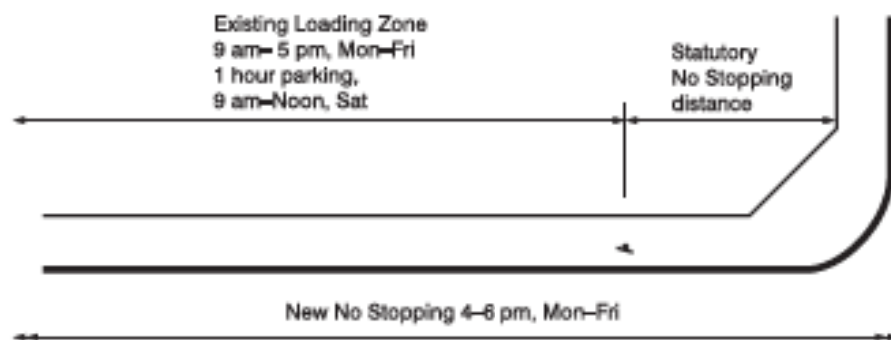 Existing Loading Zone
9 am–5 pm, Mon–Fri
1 hour parking,
9 am–Noon, Sat
Statutory
No Stopping
distance
New No Stopping 4–6 pm, Mon–Fri